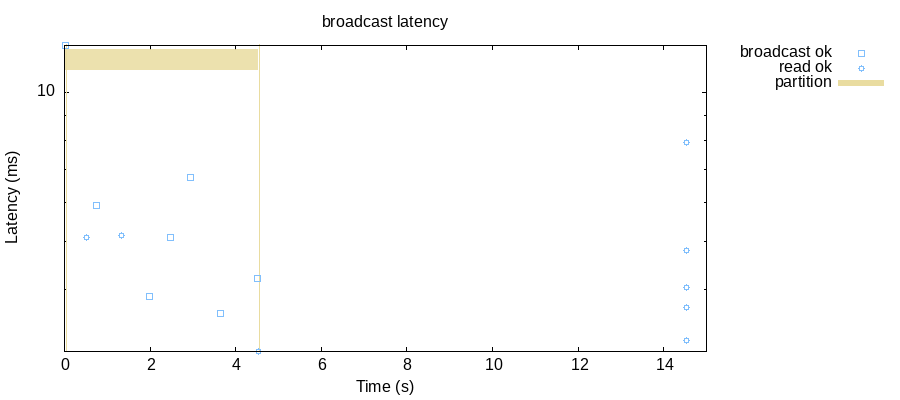 broadcast latency
broadcast ok
read ok
partition
10
Latency (ms)
0 2 4 6 8 10 12 14
Time (s)